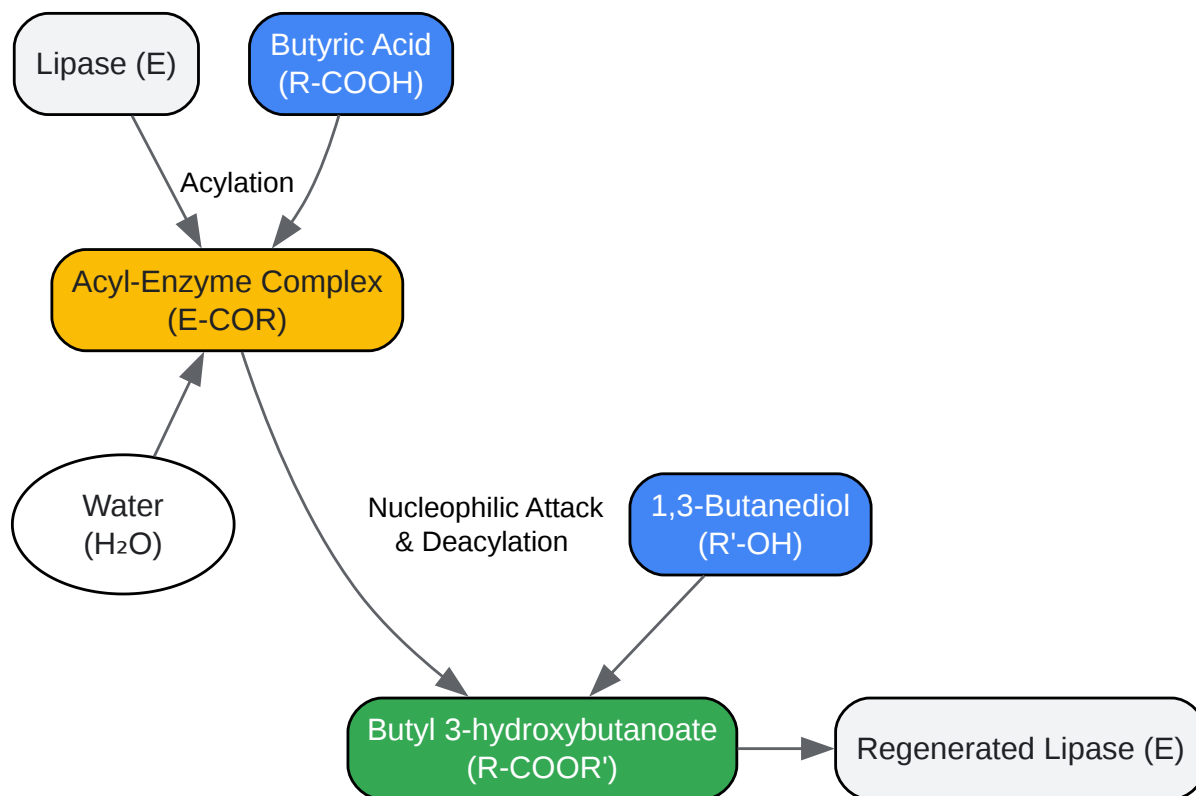 Lipase (E)
Butyric Acid
(R-COOH)
Acylation
Acyl-Enzyme Complex
(E-COR)
Water
(H₂O)
Nucleophilic Attack
& Deacylation
1,3-Butanediol
(R'-OH)
Butyl 3-hydroxybutanoate
(R-COOR')
Regenerated Lipase (E)